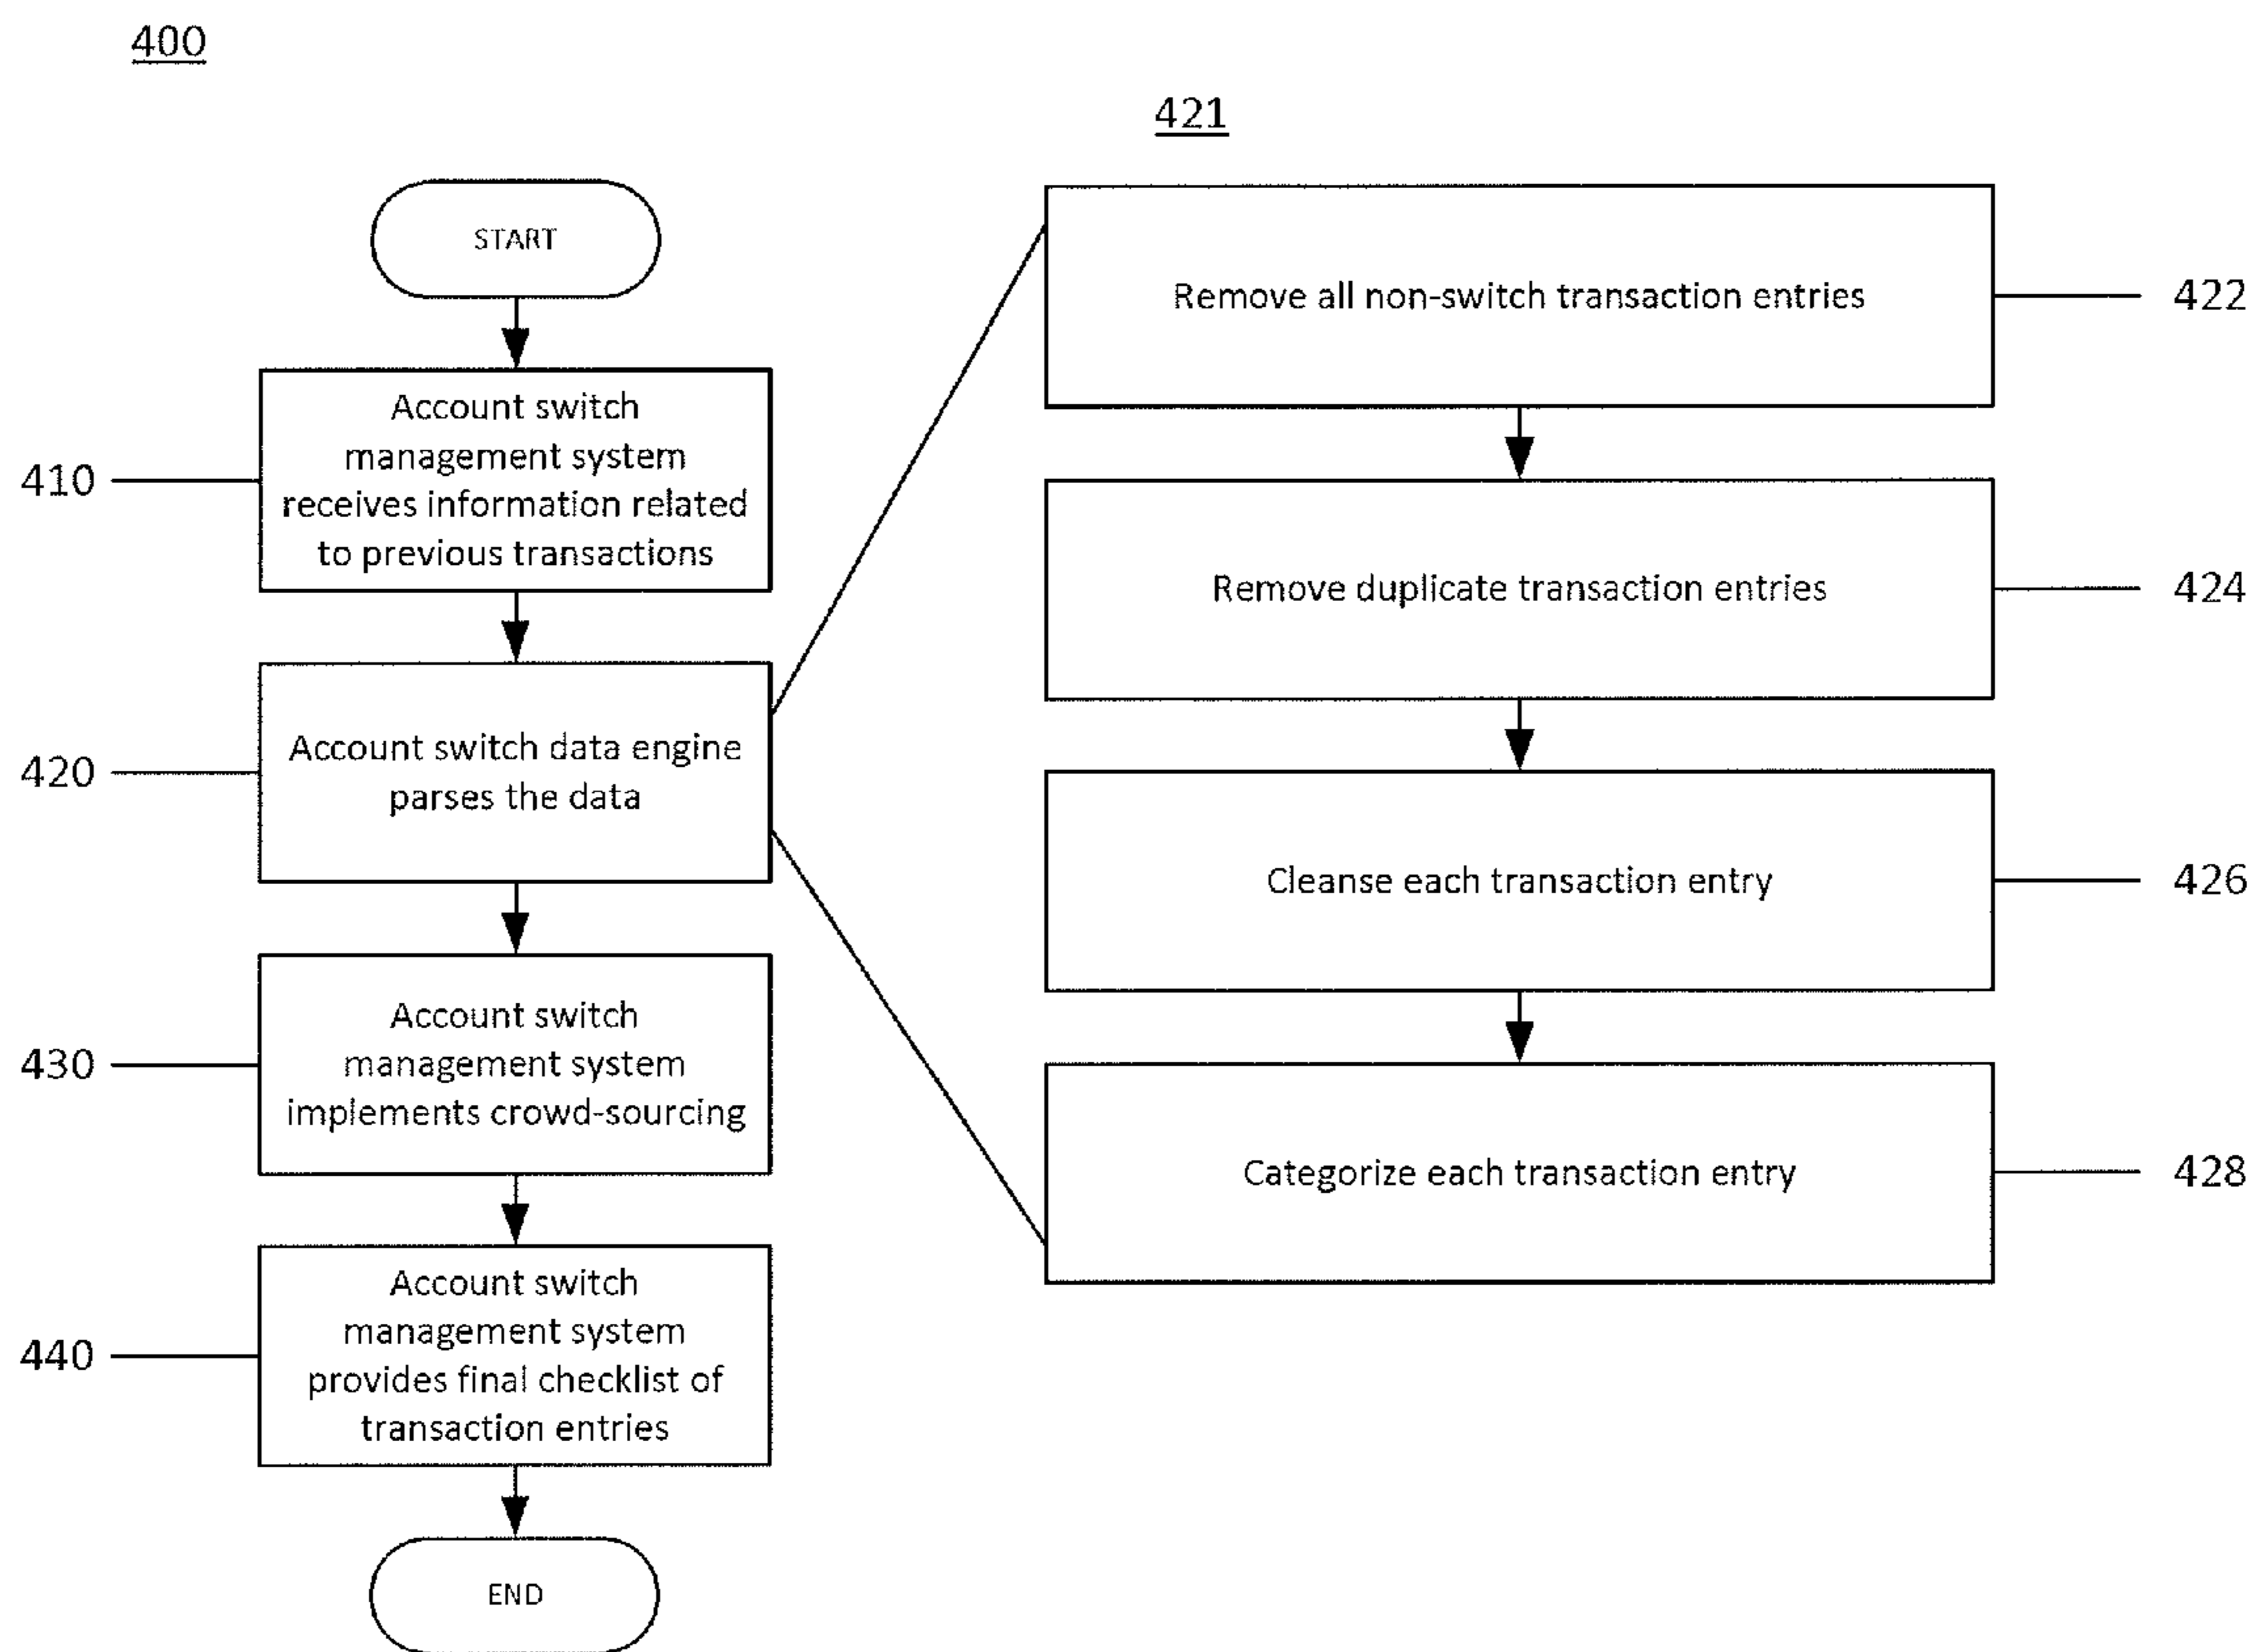 400
START
410
Account switch
management system
receives information related
to previous transactions
420
Account switch data engine
parses the data
430
Account switch
management system
implements crowd-sourcing
440
Account switch
management system
provides final checklist of
transaction entries
END
421
Remove all non-switch transaction entries
422
Remove duplicate transaction entries
424
Cleanse each transaction entry
426
Categorize each transaction entry
428